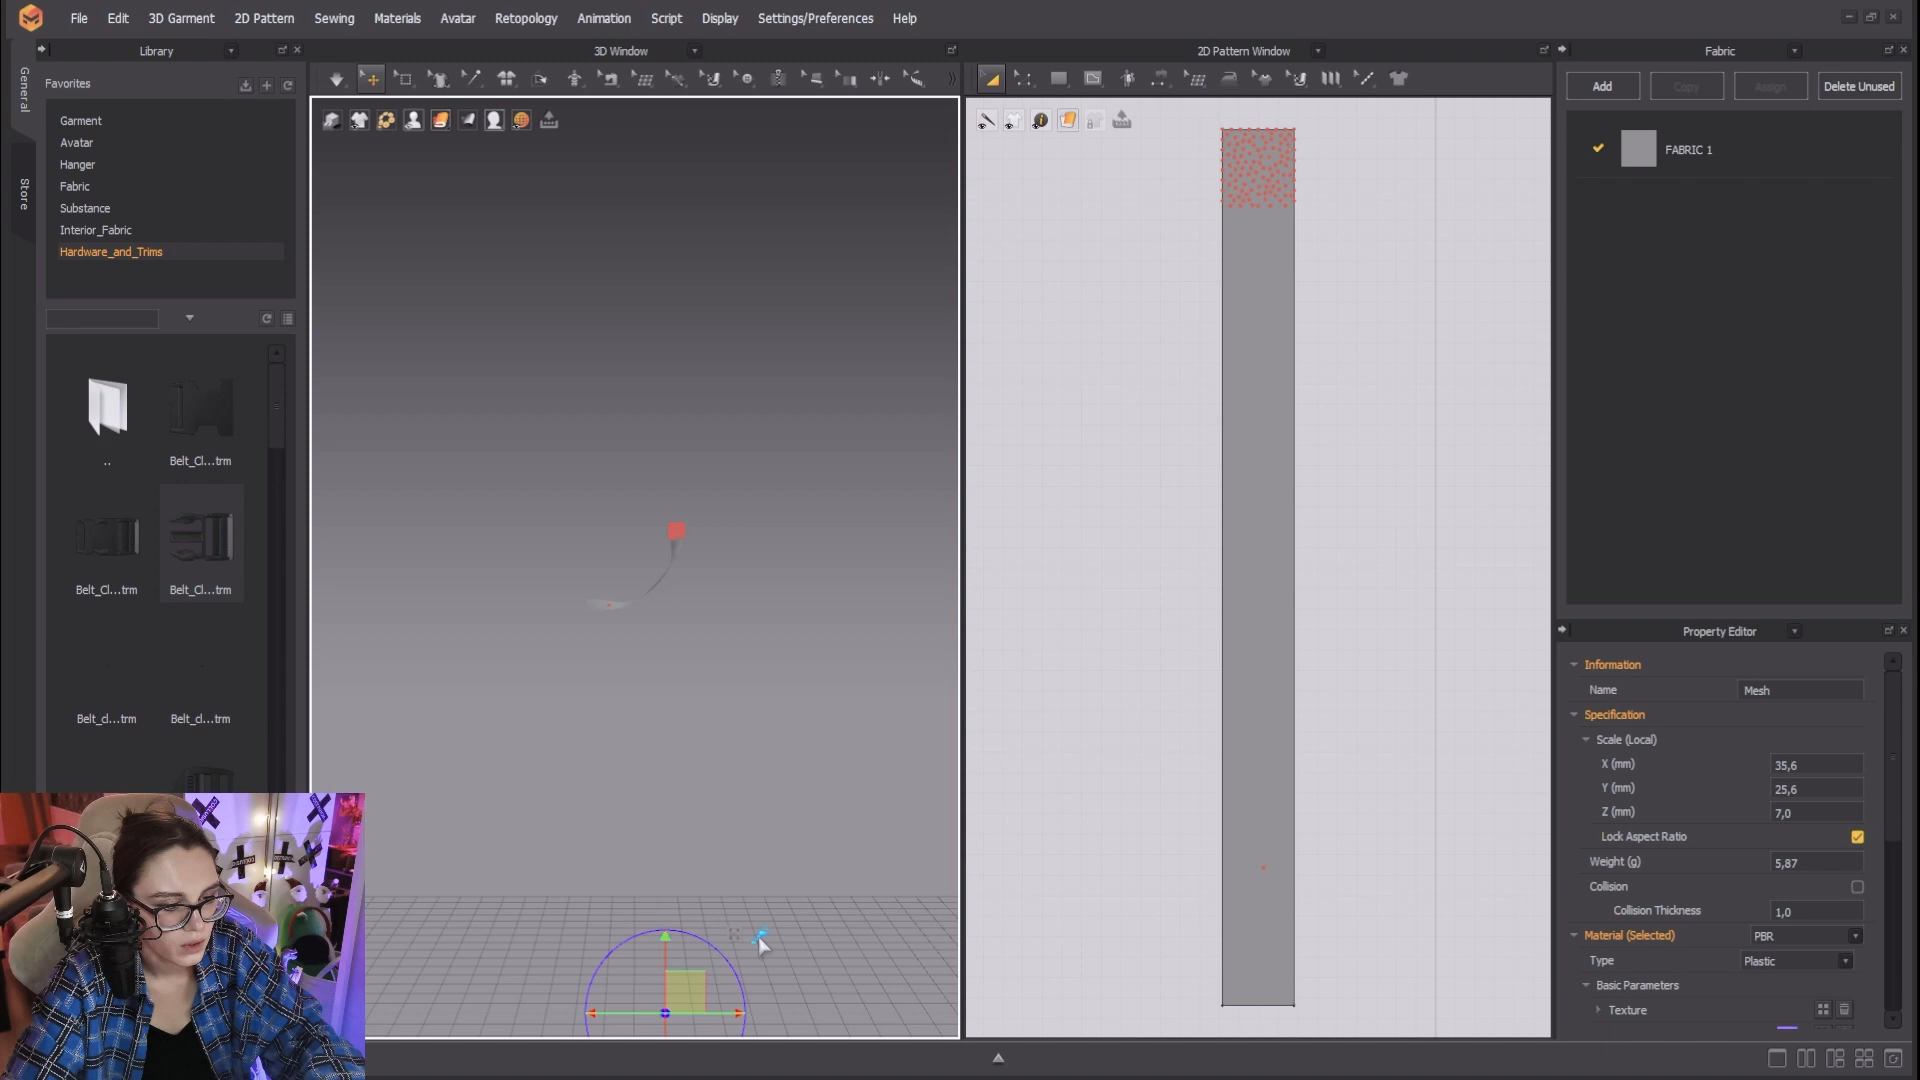 File Edit 3D Garment 2D Pattern Sewing Materials Avatar Retopology Animation Script Display Settings/Preferences Help
Library
3D Window
2D Pattern Window
Fabric
General
Store
Favorites
Garment
Avatar
Hanger
Fabric
Substance
Interior_Fabric
Hardware_and_Trims
..
Belt_Cl...trm
Belt_Cl...trm
Belt_Cl...trm
Belt_cl...trm
Belt_cl...trm
Add
Copy
Assign
Delete Unused
FABRIC 1
Property Editor
Information
Name Mesh
Specification
Scale (Local)
X (mm) 35,6
Y (mm) 25,6
Z (mm) 7,0
Lock Aspect Ratio
Weight (g) 5,87
Collision
Collision Thickness 1,0
Material (Selected) PBR
Type Plastic
Basic Parameters
Texture